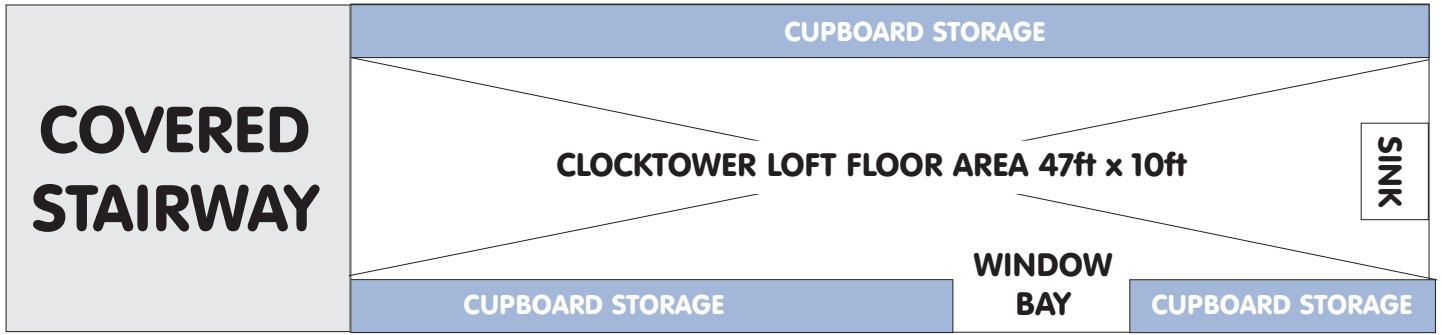 CUPBOARD STORAGE
COVERED
STAIRWAY
CLOCKTOWER LOFT FLOOR AREA 47ft x 10ft
SINK
WINDOW
BAY
CUPBOARD STORAGE
CUPBOARD STORAGE